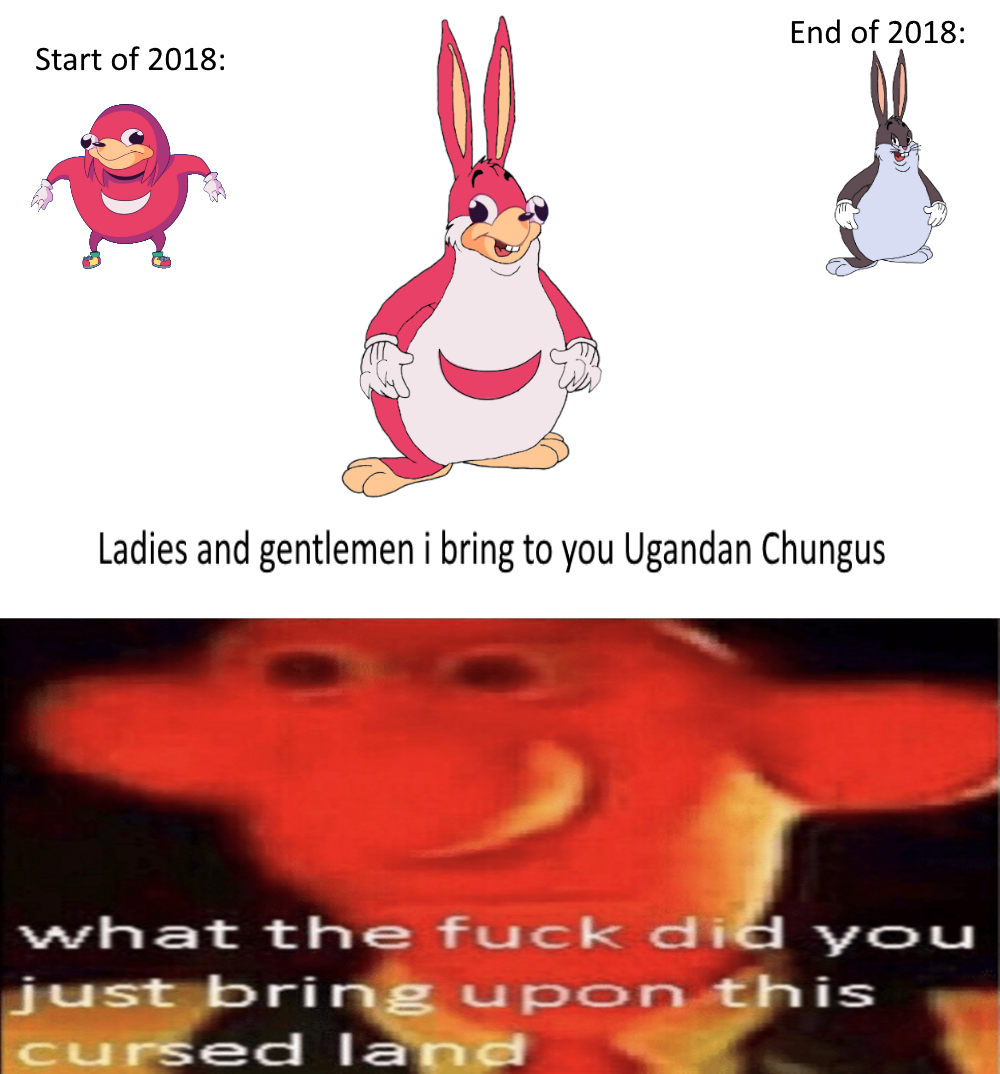 Start of 2018:
End of 2018:
Ladies and gentlemen i bring to you Ugandan Chungus
what the fuck did you
just bring upon this
cursed land